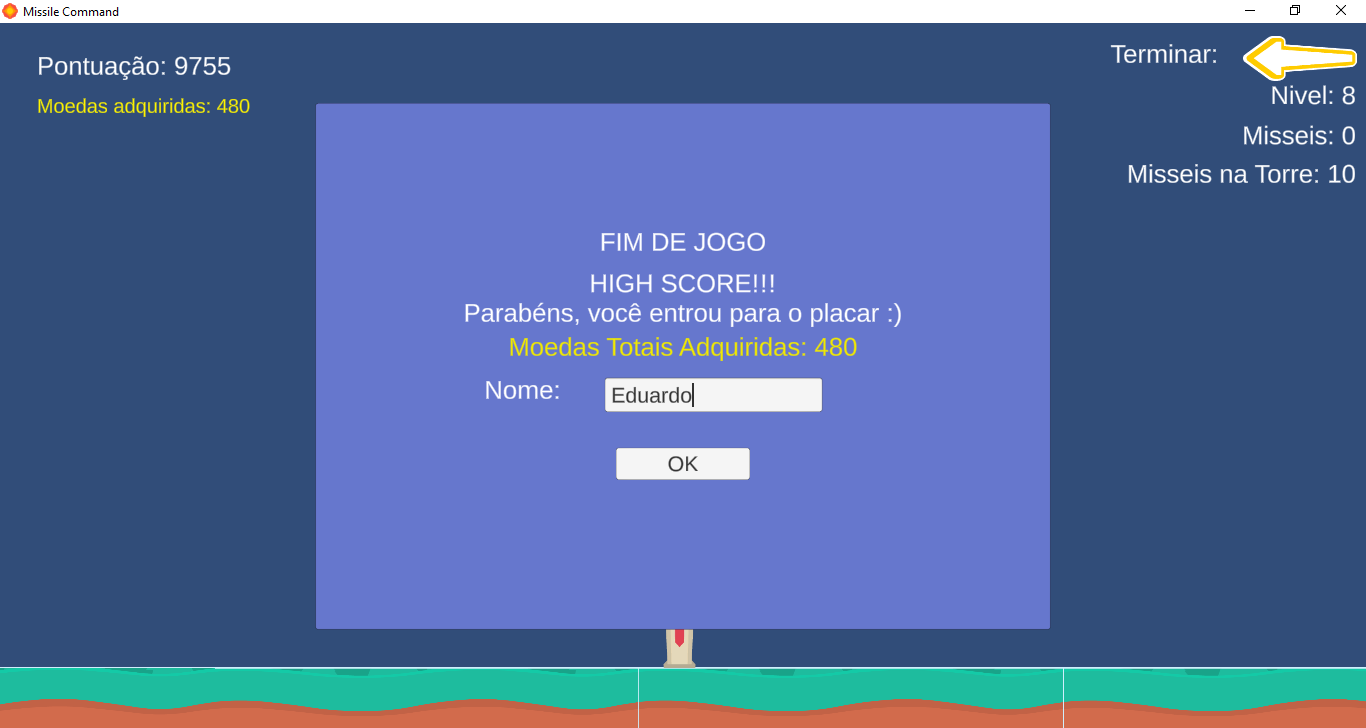 Missile Command
Pontuação: 9755
Moedas adquiridas: 480
Terminar:
Nivel: 8
Misseis: 0
Misseis na Torre: 10
FIM DE JOGO
HIGH SCORE!!!
Parabéns, você entrou para o placar :)
Moedas Totais Adquiridas: 480
Nome: Eduardo
OK